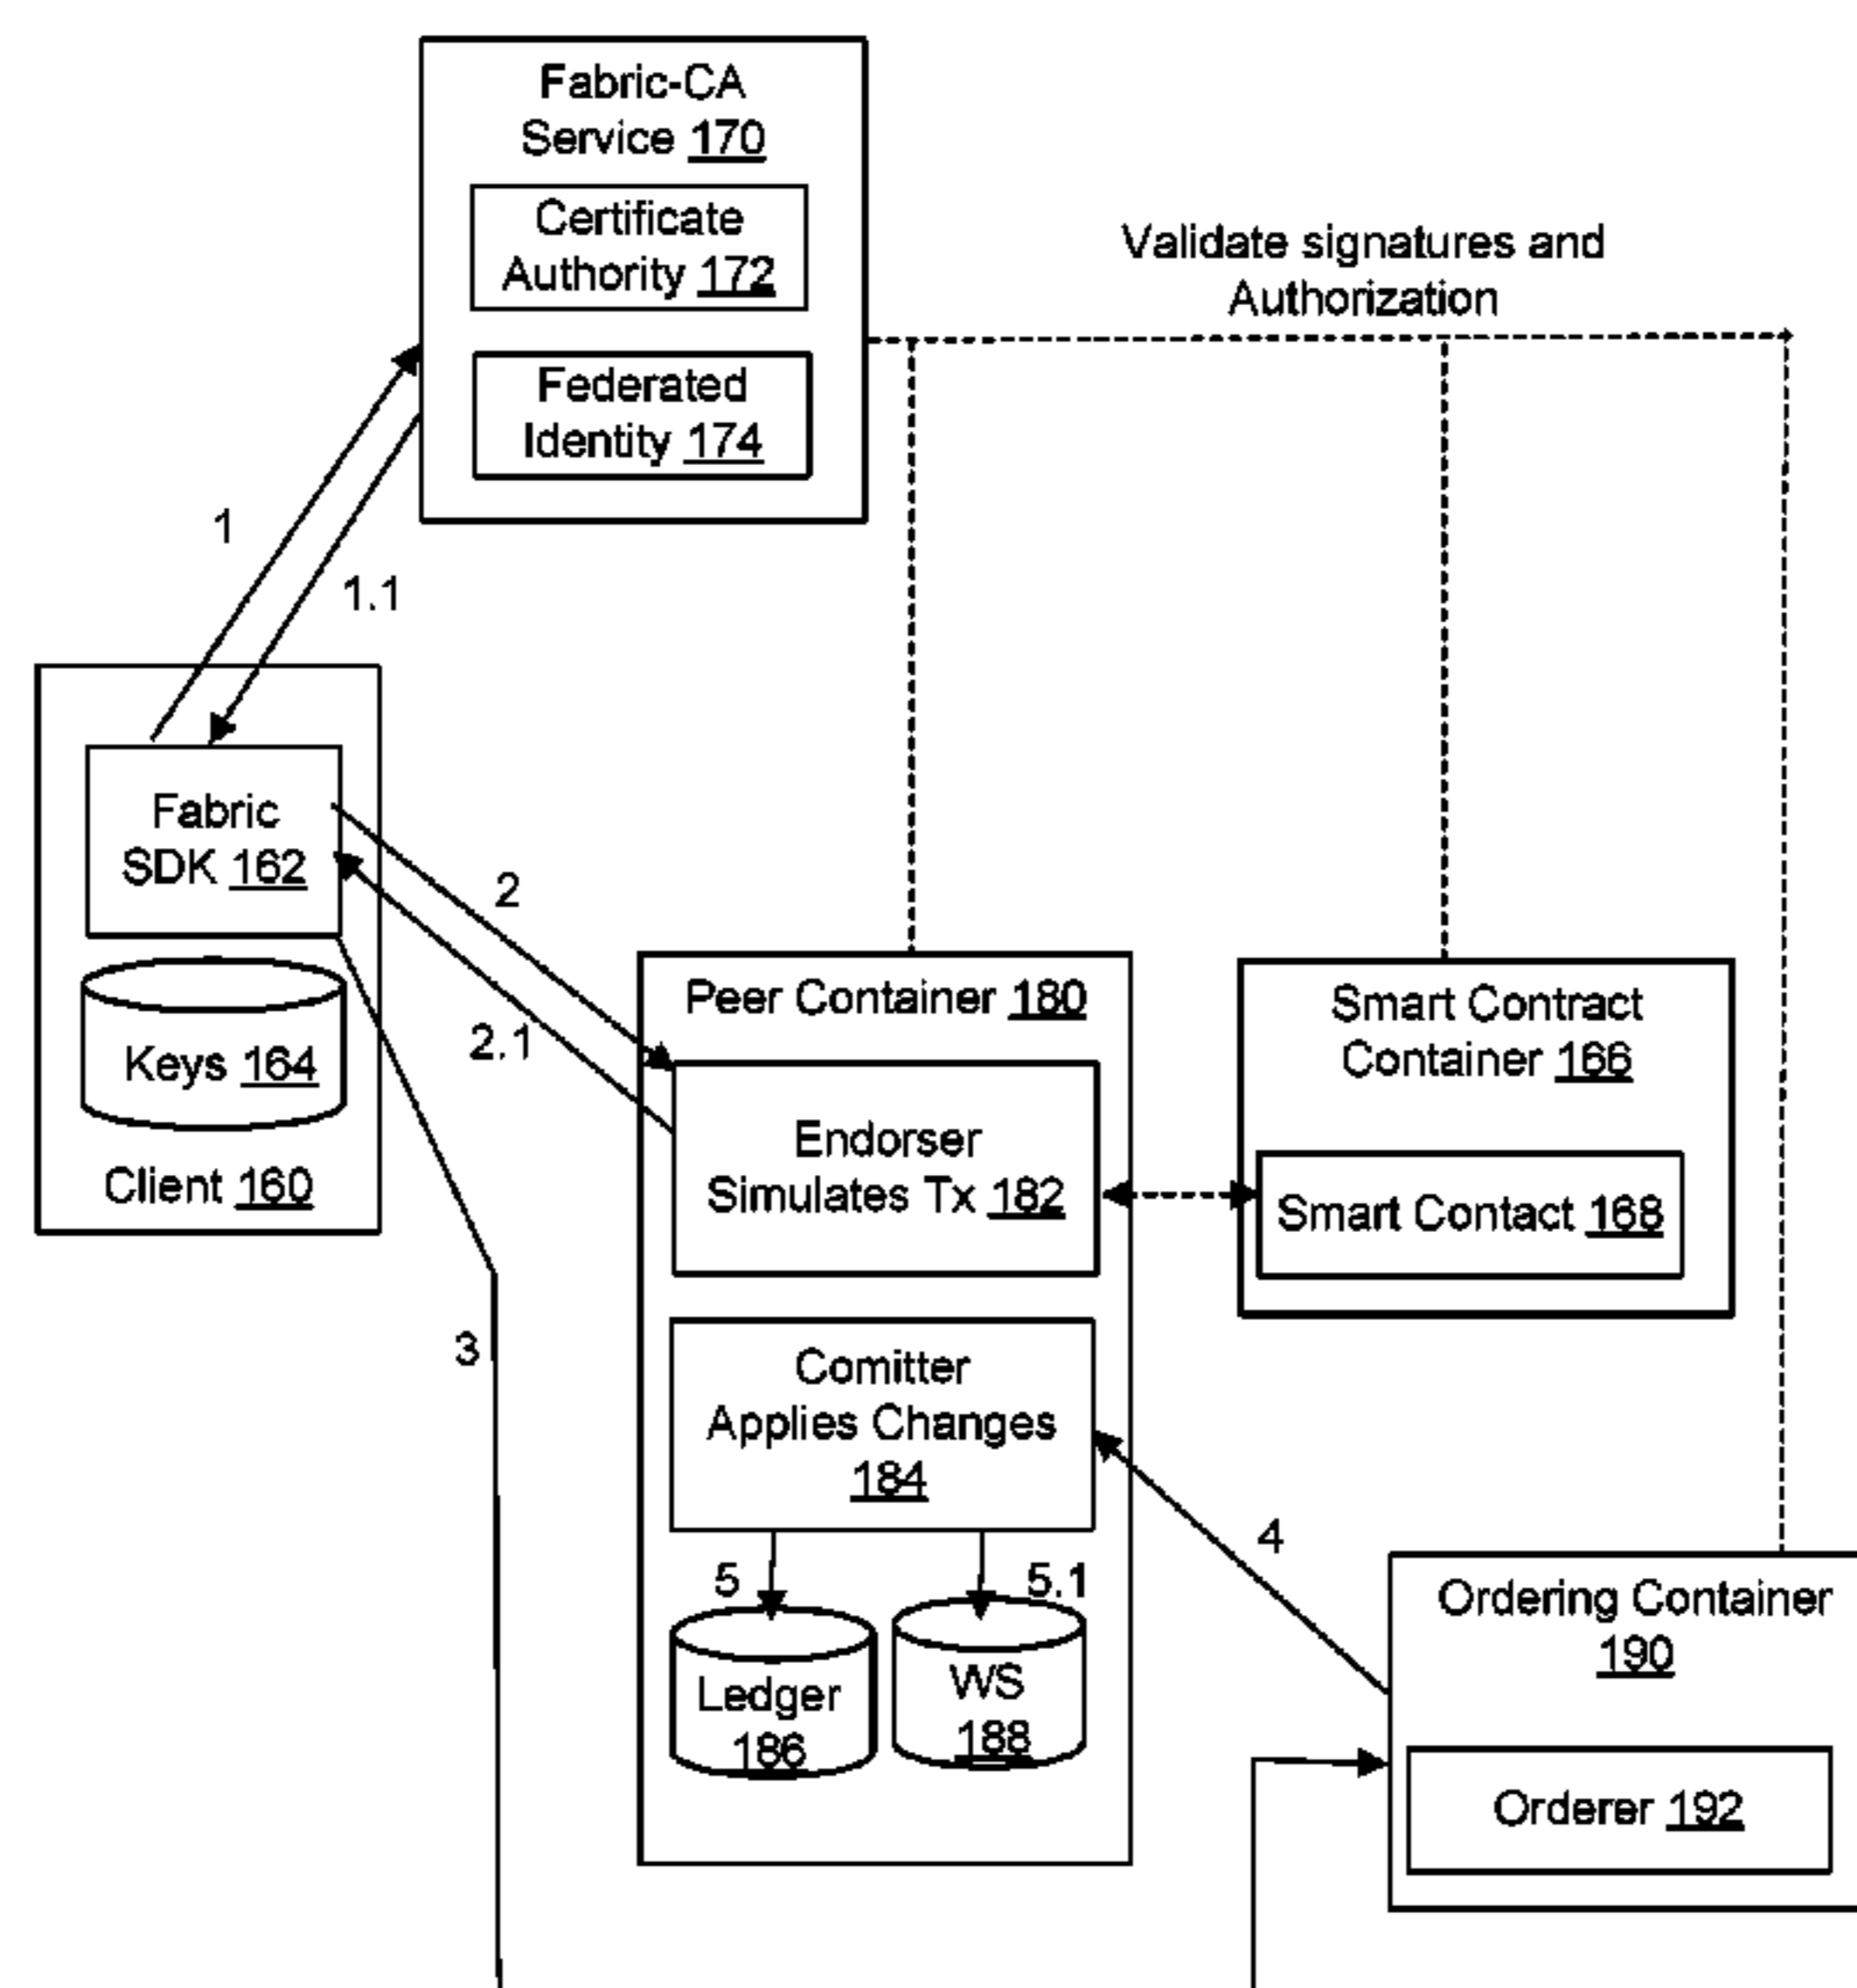 Fabric-CA
Service 170
Certificate
Authority 172
Federated
Identity 174
Validate signatures and
Authorization
1
1.1
Fabric
SDK 162
Keys 164
Client 160
2
2.1
3
Peer Container 180
Endorser
Simulates Tx 182
Comitter
Applies Changes
184
5
5.1
Ledger
186
WS
188
Smart Contract
Container 166
Smart Contact 168
4
Ordering Container
190
Orderer 192